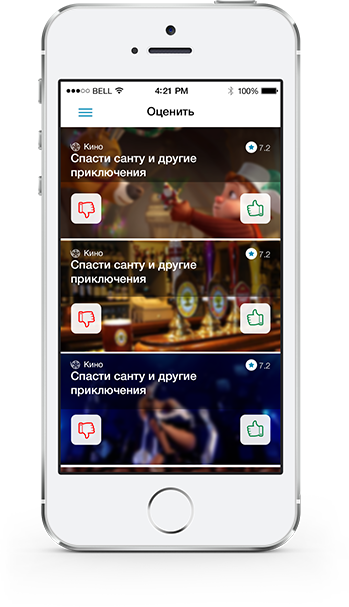 ●●●○○ BELL 4:21 PM 100%
Оценить
Кино 7.2
Спасти санту и другие
приключения
Кино 7.2
Спасти санту и другие
приключения
Кино 7.2
Спасти санту и другие
приключения